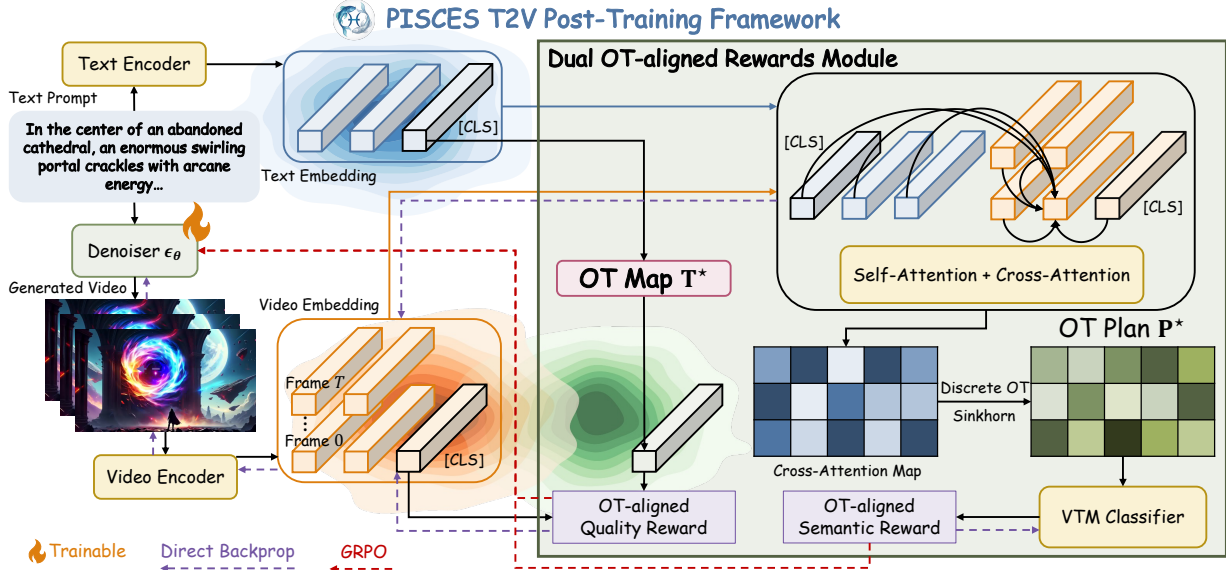 PISCES T2V Post-Training Framework
Text Encoder
Text Prompt
In the center of an abandoned
cathedral, an enormous swirling
portal crackles with arcane
energy...
Denoiser ϵθ
Generated Video
Video Encoder
[CLS]
Text Embedding
Video Embedding
Frame T
⋮
Frame 0
[CLS]
Dual OT-aligned Rewards Module
[CLS]
[CLS]
Self-Attention + Cross-Attention
OT Map T⋆
OT Plan P⋆
Discrete OT
Sinkhorn
Cross-Attention Map
OT-aligned
Quality Reward
OT-aligned
Semantic Reward
VTM Classifier
Trainable
Direct Backprop
GRPO